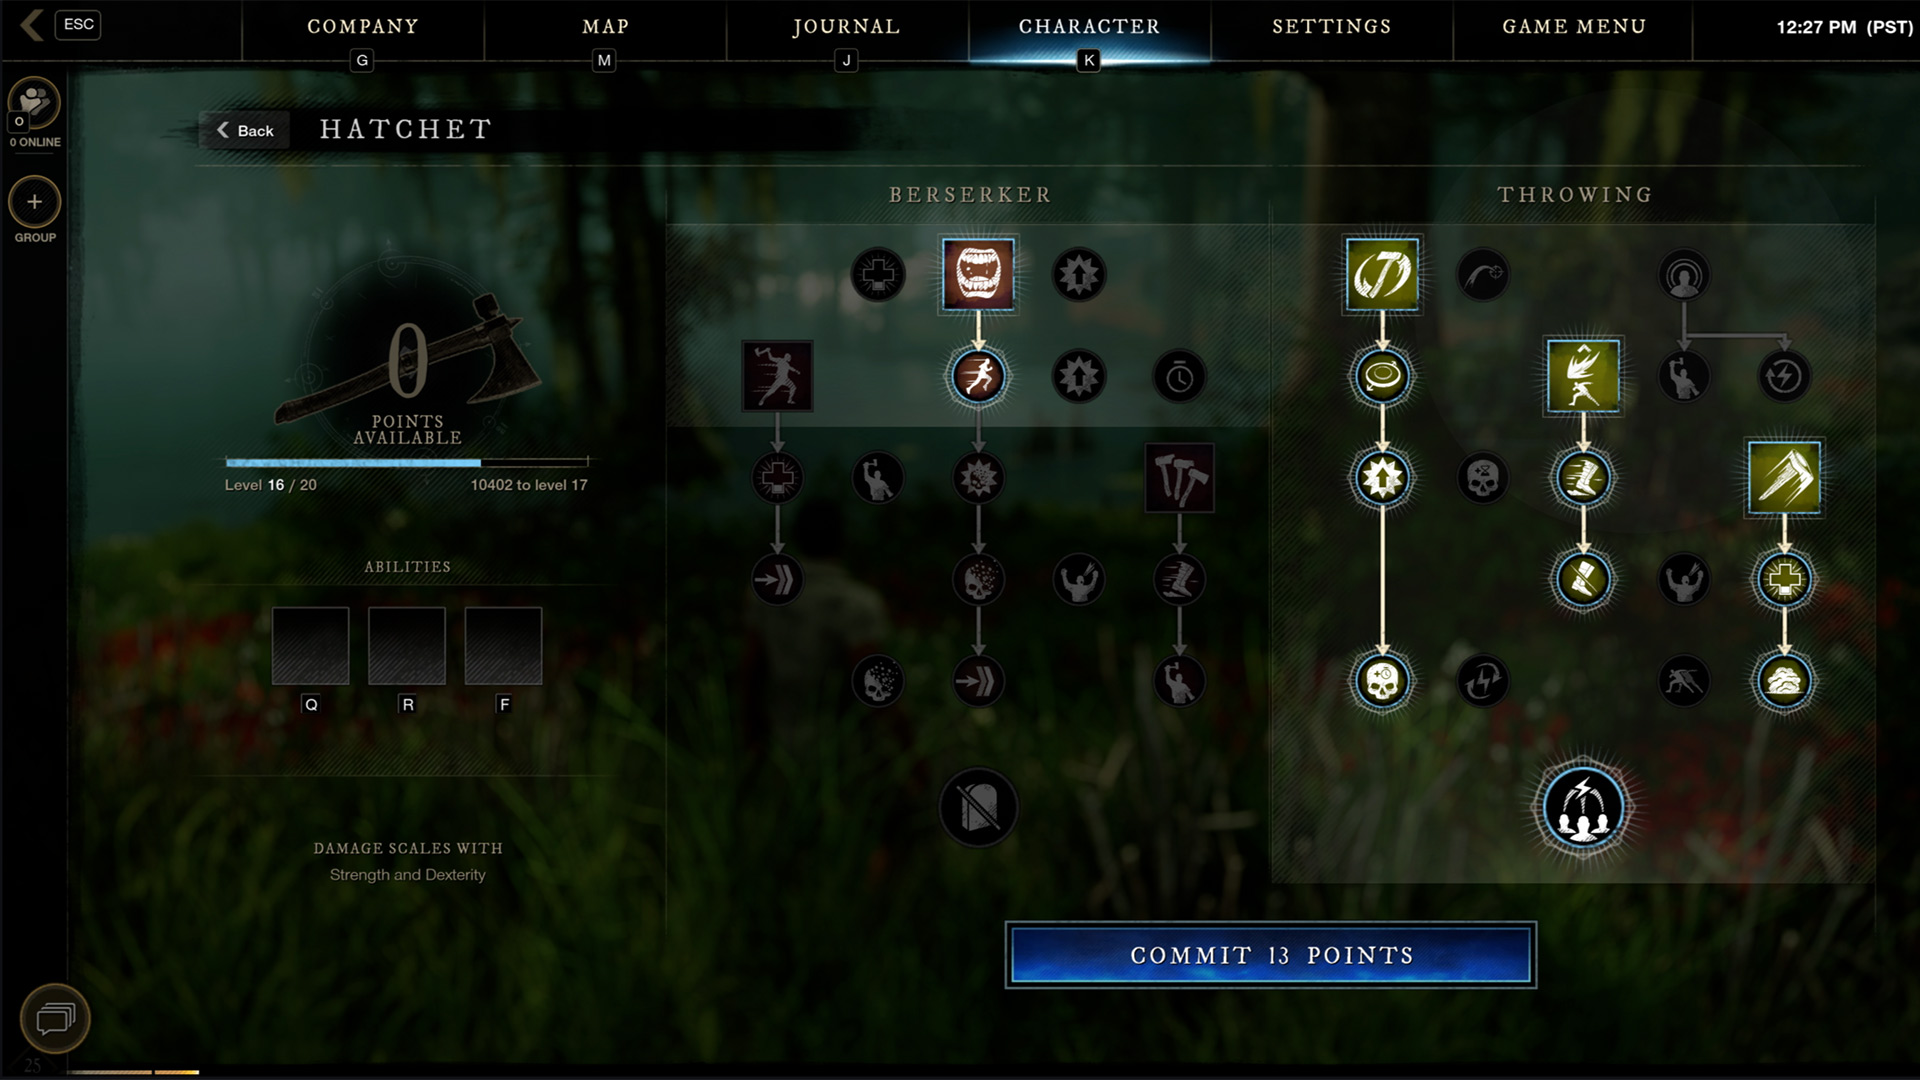 ESC
COMPANY
MAP
JOURNAL
CHARACTER
SETTINGS
GAME MENU
12:27 PM (PST)
G
M
J
K
O
0 ONLINE
GROUP
Back
HATCHET
BERSERKER
THROWING
0
POINTS
AVAILABLE
Level 16 / 20
10402 to level 17
ABILITIES
Q
R
F
DAMAGE SCALES WITH
Strength and Dexterity
COMMIT 13 POINTS
25